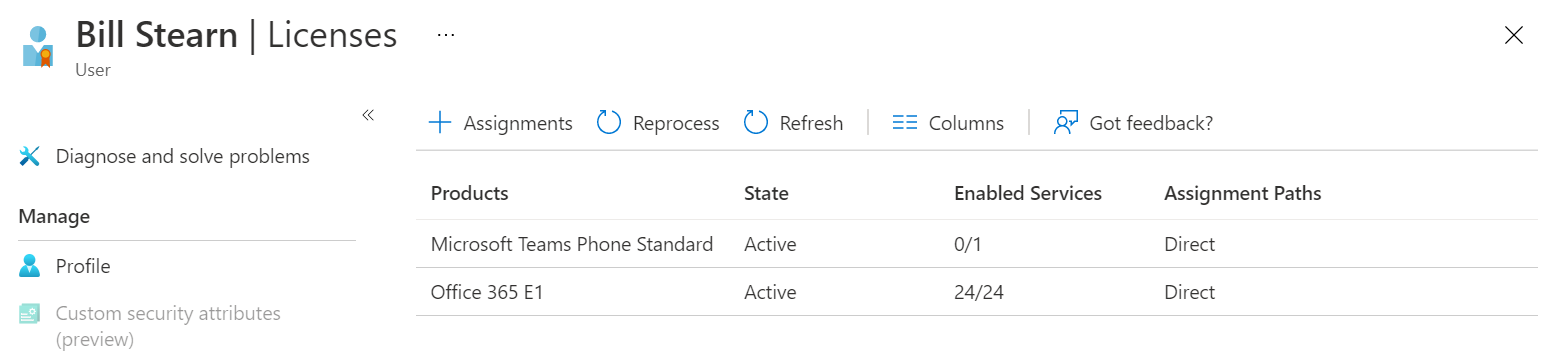 Bill Stearn | Licenses ...
User
«
+ Assignments Reprocess Refresh | Columns | Got feedback?
Diagnose and solve problems
Manage
Profile
Custom security attributes
(preview)
Products State Enabled Services Assignment Paths
Microsoft Teams Phone Standard Active 0/1 Direct
Office 365 E1 Active 24/24 Direct